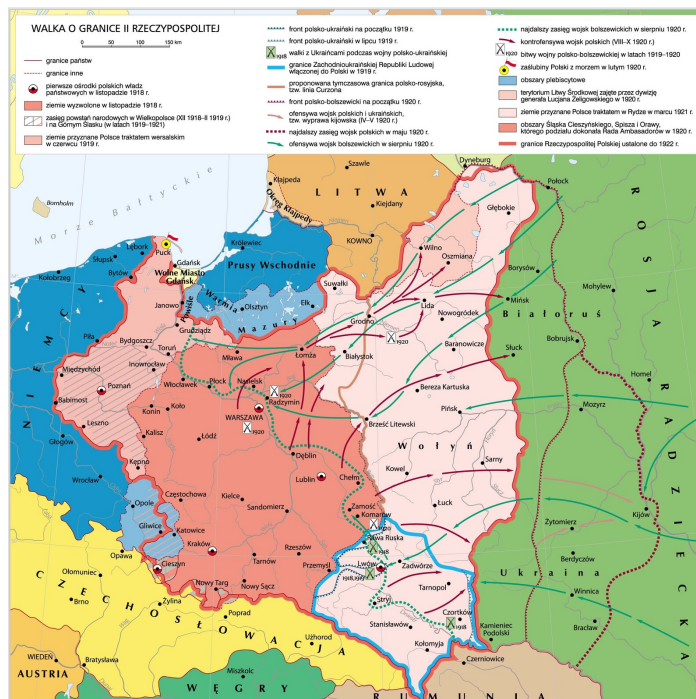 WALKA O GRANICE II RZECZYPOSPOLITEJ
0 50 100 150 km
granice państw
granice inne
pierwsze ośrodki polskich władz
państwowych w listopadzie 1918 r.
ziemie wyzwolone w listopadzie 1918 r.
zasięg powstań narodowych w Wielkopolsce (XII 1918–II 1919 r.)
i na Górnym Śląsku (w latach 1919–1921)
ziemie przyznane Polsce traktatem wersalskim
w czerwcu 1919 r.
front polsko-ukraiński na początku 1919 r.
front polsko-ukraiński w lipcu 1919 r.
1918 walki z Ukraińcami podczas wojny polsko-ukraińskiej
granice Zachodnioukraińskiej Republiki Ludowej
włączonej do Polski w 1919 r.
proponowana tymczasowa granica polsko-rosyjska,
tzw. linia Curzona
front polsko-bolszewicki na początku 1920 r.
ofensywa wojsk polskich i ukraińskich,
tzw. wyprawa kijowska (IV–V 1920 r.)
najdalszy zasięg wojsk polskich w maju 1920 r.
ofensywa wojsk bolszewickich w sierpniu 1920 r.
najdalszy zasięg wojsk bolszewickich w sierpniu 1920 r.
kontrofensywa wojsk polskich (VIII–X 1920 r.)
1920 bitwy wojny polsko-bolszewickiej w latach 1919–1920
zaślubiny Polski z morzem w lutym 1920 r.
obszary plebiscytowe
terytorium Litwy Środkowej zajęte przez dywizję
generała Lucjana Żeligowskiego w 1920 r.
ziemie przyznane Polsce traktatem w Rydze w marcu 1921 r.
obszary Śląska Cieszyńskiego, Spisza i Orawy,
którego podziału dokonała Rada Ambasadorów w 1920 r.
granice Rzeczypospolitej Polskiej ustalone do 1922 r.
Szawle
Dyneburg
Kłajpeda
Połock
LITWA
Bornholm
Okręg Kłajpedy
Kiejdany
Głębokie
Morze Bałtyckie
KOWNO
Wilno
Królewiec
Lębork
Puck
Oszmiana
Słupsk
Gdańsk
Prusy Wschodnie
Borysów
Kołobrzeg
Bytów
Wolne Miasto
Gdańsk
Suwałki
Mohylew
Janowo
Powiśle
Warmia
Olsztyn
Ełk
Lida
Mińsk
Mazury
Grodno
Nowogródek
Białoruś
Grudziądz
1920
Piła
Bydgoszcz
Toruń
Mława
Łomża
Białystok
Baranowicze
Słuck
Bobrujsk
Międzychód
Inowrocław
NIEMCY
Włocławek
Płock
Nasielsk
1920
Bereza Kartuska
Homel
Poznań
Radzymin
Babimost
Konin
Koło
WARSZAWA
Pińsk
Mozyrz
Leszno
Kalisz
1920
Brześć Litewski
Głogów
Łódź
Wołyń
Kępno
Dęblin
Sarny
Wrocław
Lublin
Chełm
Kowel
Częstochowa
Kielce
Opole
Sandomierz
Zamość
Łuck
Kijów
Gliwice
Komarów
1920
Katowice
Żytomierz
Opawa
Kraków
Rawa Ruska
1918
Berdyczów
Ołomuniec
Cieszyn
Tarnów
Rzeszów
Przemyśl
Lwów
Zadwórze
Ukraina
1918, 1919
Winnica
Nowy Targ
Nowy Sącz
Tarnopol
Brno
Żylina
Stryj
Czortków
Bracław
CZECHOSŁOWACJA
Poprad
Stanisławów
1918
Kamieniec
Podolski
Użhorod
Kołomyja
WIEDEŃ
Bratysława
Czerniowce
Miszkolc
AUSTRIA
WĘGRY
RUMUNIA
ROSJA RADZIECKA